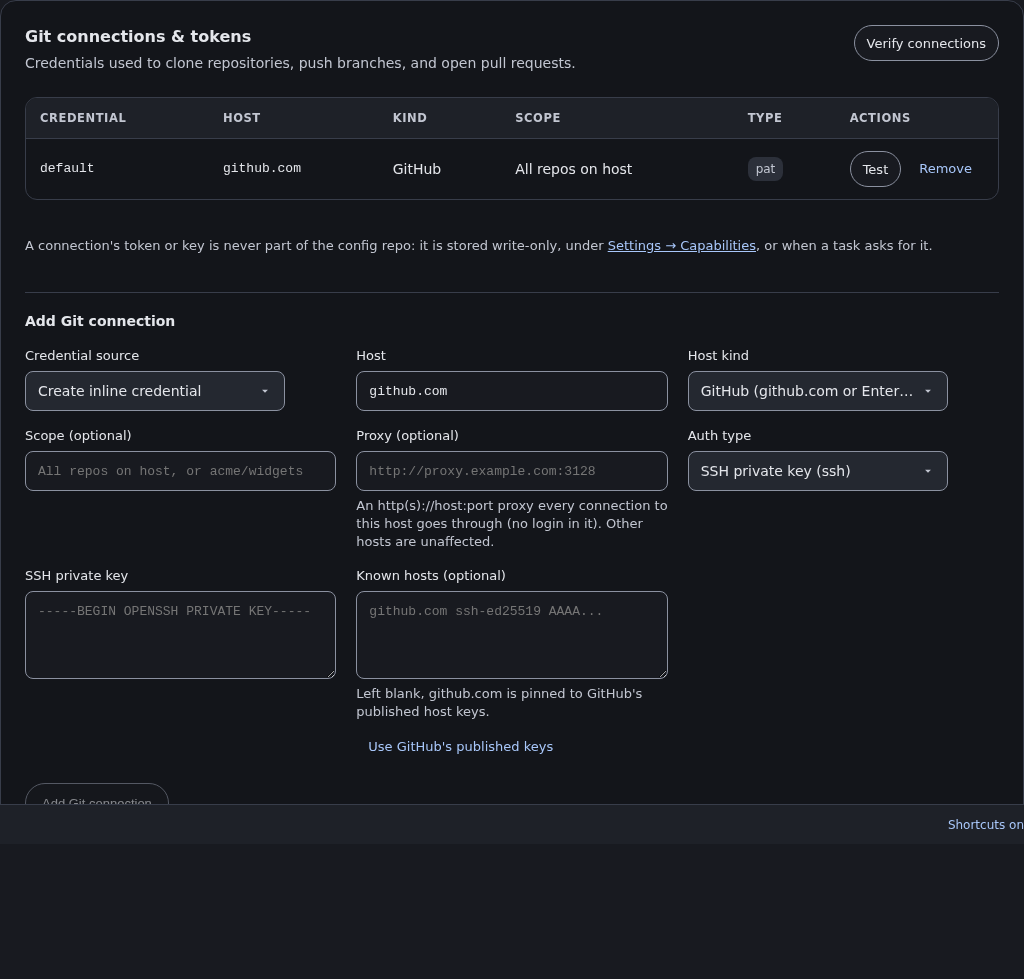 Git connections & tokens
Verify connections
Credentials used to clone repositories, push branches, and open pull requests.
CREDENTIAL HOST KIND SCOPE TYPE ACTIONS
default github.com GitHub All repos on host pat Test Remove
A connection's token or key is never part of the config repo: it is stored write-only, under Settings → Capabilities, or when a task asks for it.
Add Git connection
Credential source Host Host kind
Create inline credential github.com GitHub (github.com or Enter...
Scope (optional) Proxy (optional) Auth type
All repos on host, or acme/widgets http://proxy.example.com:3128 SSH private key (ssh)
An http(s)://host:port proxy every connection to
this host goes through (no login in it). Other
hosts are unaffected.
SSH private key Known hosts (optional)
-----BEGIN OPENSSH PRIVATE KEY----- github.com ssh-ed25519 AAAA...
Left blank, github.com is pinned to GitHub's
published host keys.
Use GitHub's published keys
Add Git connection
Shortcuts on